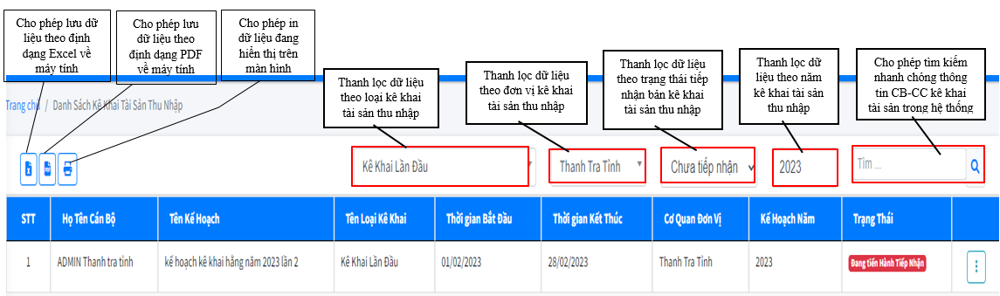 Cho phép lưu dữ
liệu theo định
dạng Excel về
máy tính
Cho phép lưu
dữ liệu theo
định dạng PDF
về máy tính
Cho phép in
dữ liệu đang
hiển thị trên
màn hình
Thanh lọc dữ liệu
theo loại kê khai
tài sản thu nhập
Thanh lọc dữ liệu
theo đơn vị kê khai
tài sản thu nhập
Thanh lọc dữ liệu
theo trạng thái tiếp
nhận bản kê khai
tài sản thu nhập
Thanh lọc dữ
liệu theo năm
kê khai tài sản
thu nhập
Cho phép tìm kiếm
nhanh chóng thông
tin CB-CC kê khai
tài sản trong hệ thống
Trang chủ / Danh Sách Kê Khai Tài Sản Thu Nhập
Kê Khai Lần Đầu
Thanh Tra Tỉnh
Chưa tiếp nhận
2023
Tìm ...
STT Họ Tên Cán Bộ Tên Kế Hoạch Tên Loại Kê Khai Thời gian Bắt Đầu Thời gian Kết Thúc Cơ Quan Đơn Vị Kế Hoạch Năm Trạng Thái
1 ADMIN Thanh tra tỉnh kế hoạch kê khai hằng năm 2023 lần 2 Kê Khai Lần Đầu 01/02/2023 28/02/2023 Thanh Tra Tỉnh 2023 Đang tiến Hành Tiếp Nhận